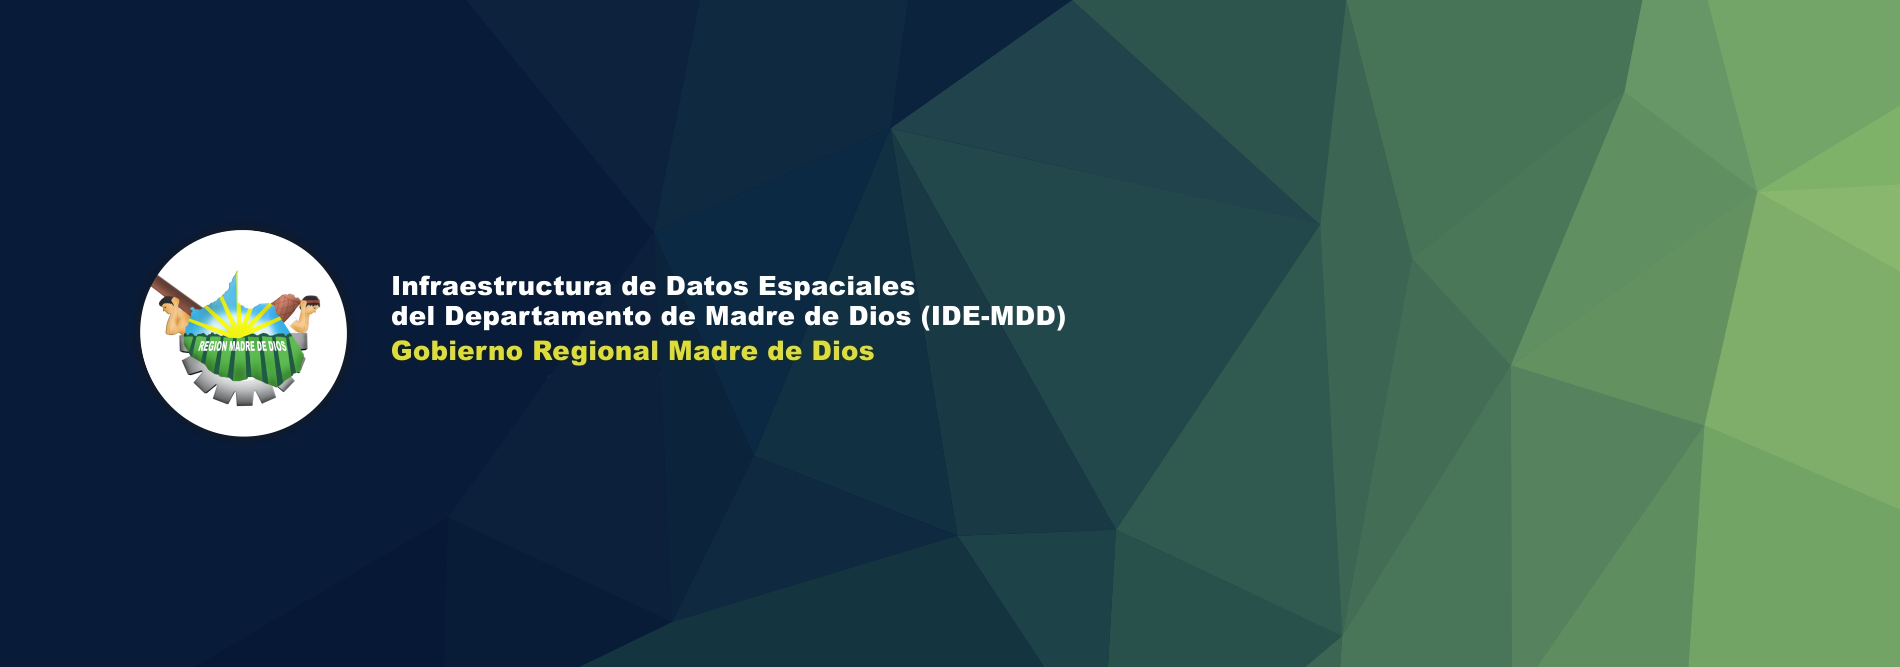 REGION MADRE DE DIOS
Infraestructura de Datos Espaciales
del Departamento de Madre de Dios (IDE-MDD)
Gobierno Regional Madre de Dios